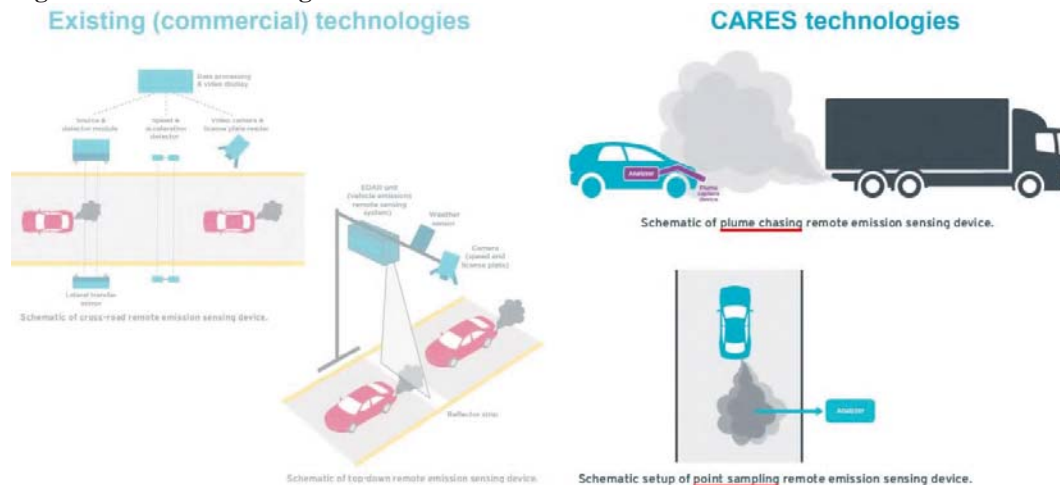 Existing (commercial) technologies
Data processing
& video display
Source &
detector module
Speed &
acceleration
detector
Video camera &
license plate reader
Lateral transfer
sensor
Schematic of cross-road remote emission sensing device.
EDAR unit
(vehicle emissions)
remote sensing
system)
Weather
sensor
Camera
(speed and
license plate)
Reflector strip
Schematic of top-down remote emission sensing device.
CARES technologies
Analyzer
Plume
camera
device
Schematic of plume chasing remote emission sensing device.
Analyzer
Schematic setup of point sampling remote emission sensing device.